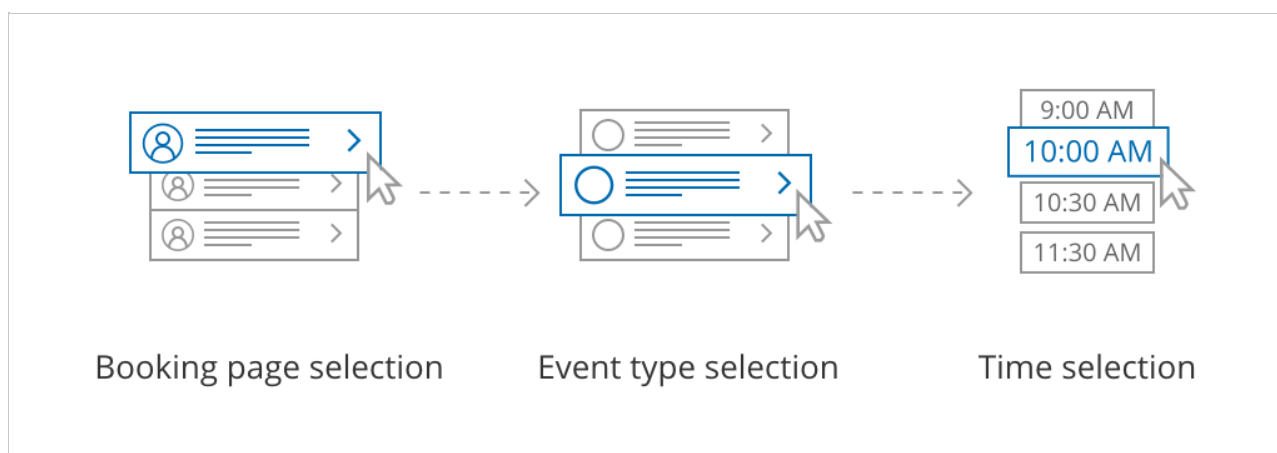 9:00 AM
10:00 AM
10:30 AM
11:30 AM
Booking page selection
Event type selection
Time selection